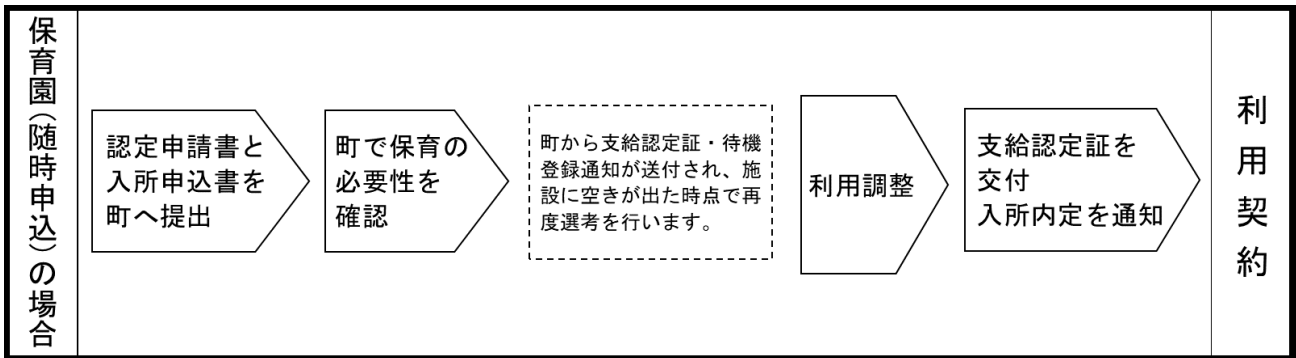 保育園（随時申込）の場合
認定申請書と
入所申込書を
町へ提出
町で保育の
必要性を
確認
町から支給認定証・待機
登録通知が送付され、施
設に空きが出た時点で再
度選考を行います。
利用調整
支給認定証を
交付
入所内定を通知
利用契約